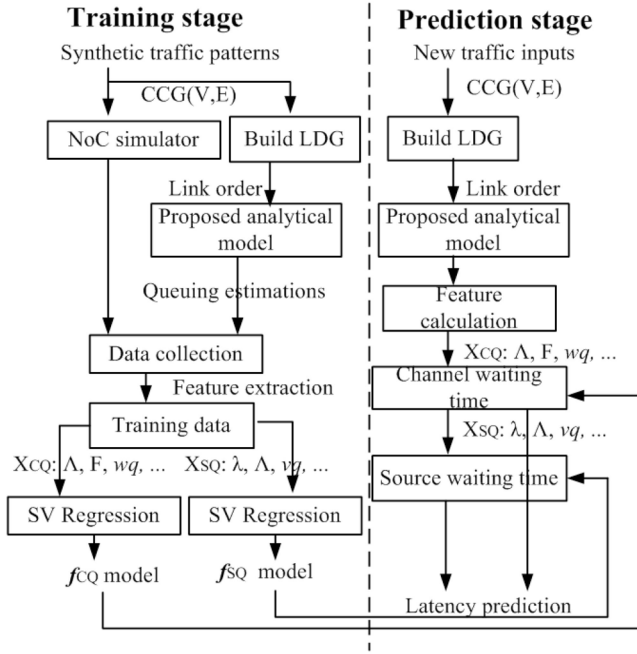 Training stage
Synthetic traffic patterns
CCG(V,E)
NoC simulator
Build LDG
Link order
Proposed analytical
model
Queuing estimations
Data collection
Feature extraction
Training data
XCQ: Λ, F, wq, ...
XSQ: λ, Λ, vq, ...
SV Regression
SV Regression
fCQ model
fSQ model
Prediction stage
New traffic inputs
CCG(V,E)
Build LDG
Link order
Proposed analytical
model
Feature
calculation
XCQ: Λ, F, wq, ...
Channel waiting
time
XSQ: λ, Λ, vq, ...
Source waiting time
Latency prediction